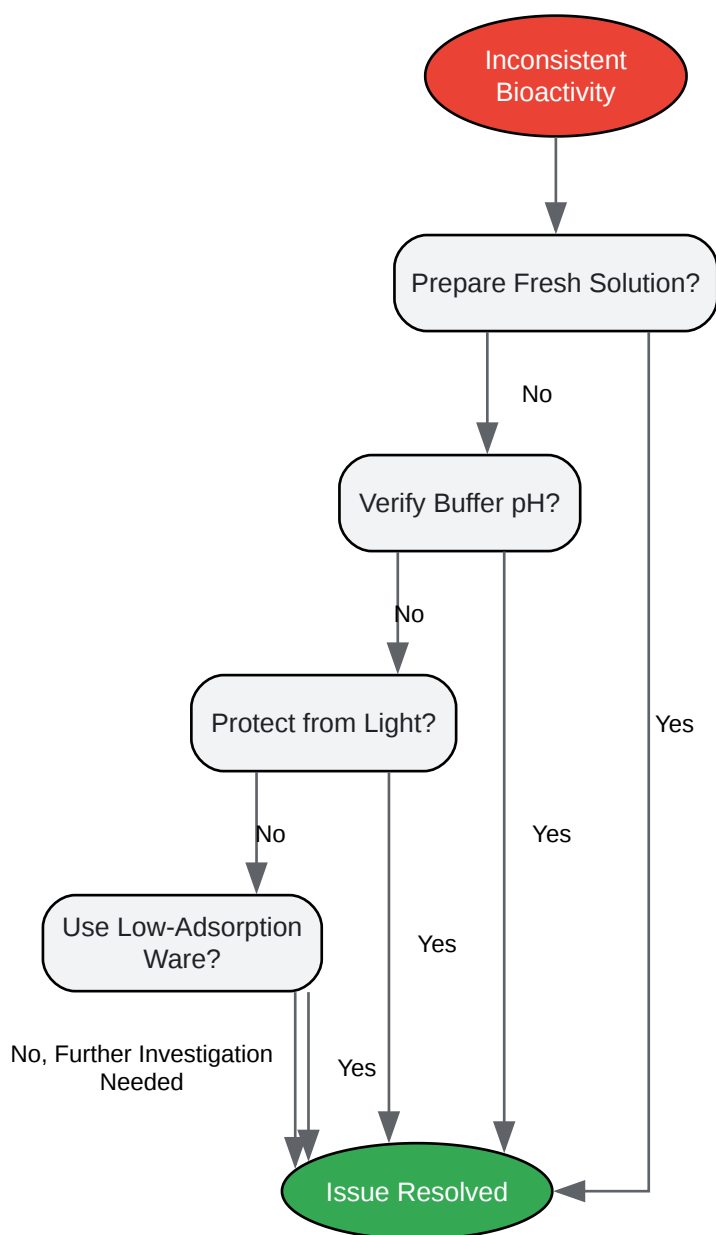 Inconsistent
Bioactivity
Prepare Fresh Solution?
No
Verify Buffer pH?
No
Protect from Light?
Yes
No
Yes
Use Low-Adsorption
Ware?
Yes
No, Further Investigation
Needed
Yes
Issue Resolved